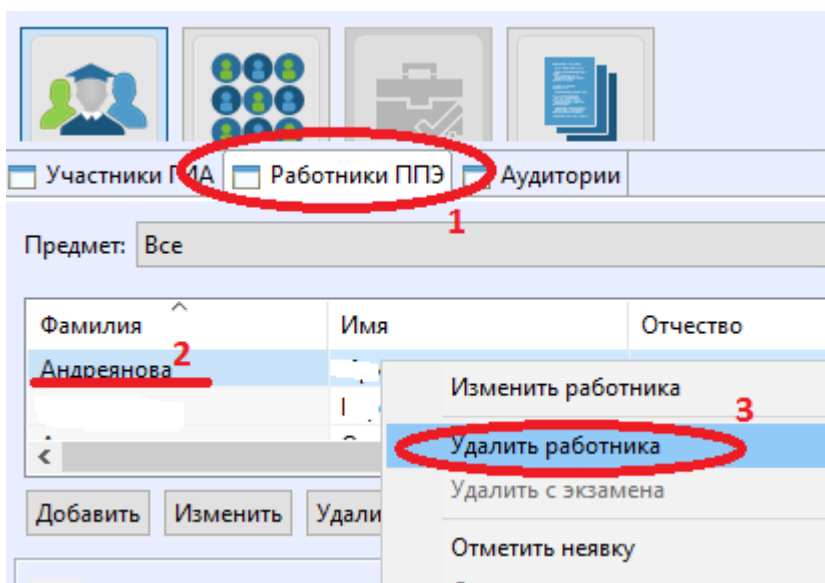 Участники ГИА Работники ППЭ Аудитории
1
Предмет: Все
Фамилия Имя Отчество
2
Андреянова
Изменить работника
3
Удалить работника
Удалить с экзамена
Добавить Изменить Удали
Отметить неявку